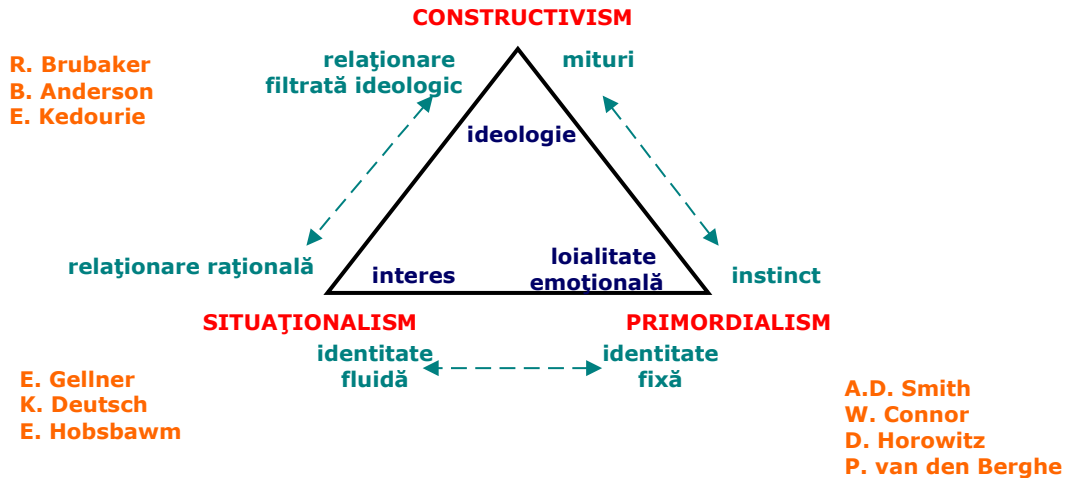 CONSTRUCTIVISM
R. Brubaker
B. Anderson
E. Kedourie
relaţionare
filtrată ideologic
mituri
ideologie
relaţionare raţională
interes
loialitate
emoţională
instinct
SITUAŢIONALISM
PRIMORDIALISM
identitate
fluidă
identitate
fixă
E. Gellner
K. Deutsch
E. Hobsbawm
A.D. Smith
W. Connor
D. Horowitz
P. van den Berghe